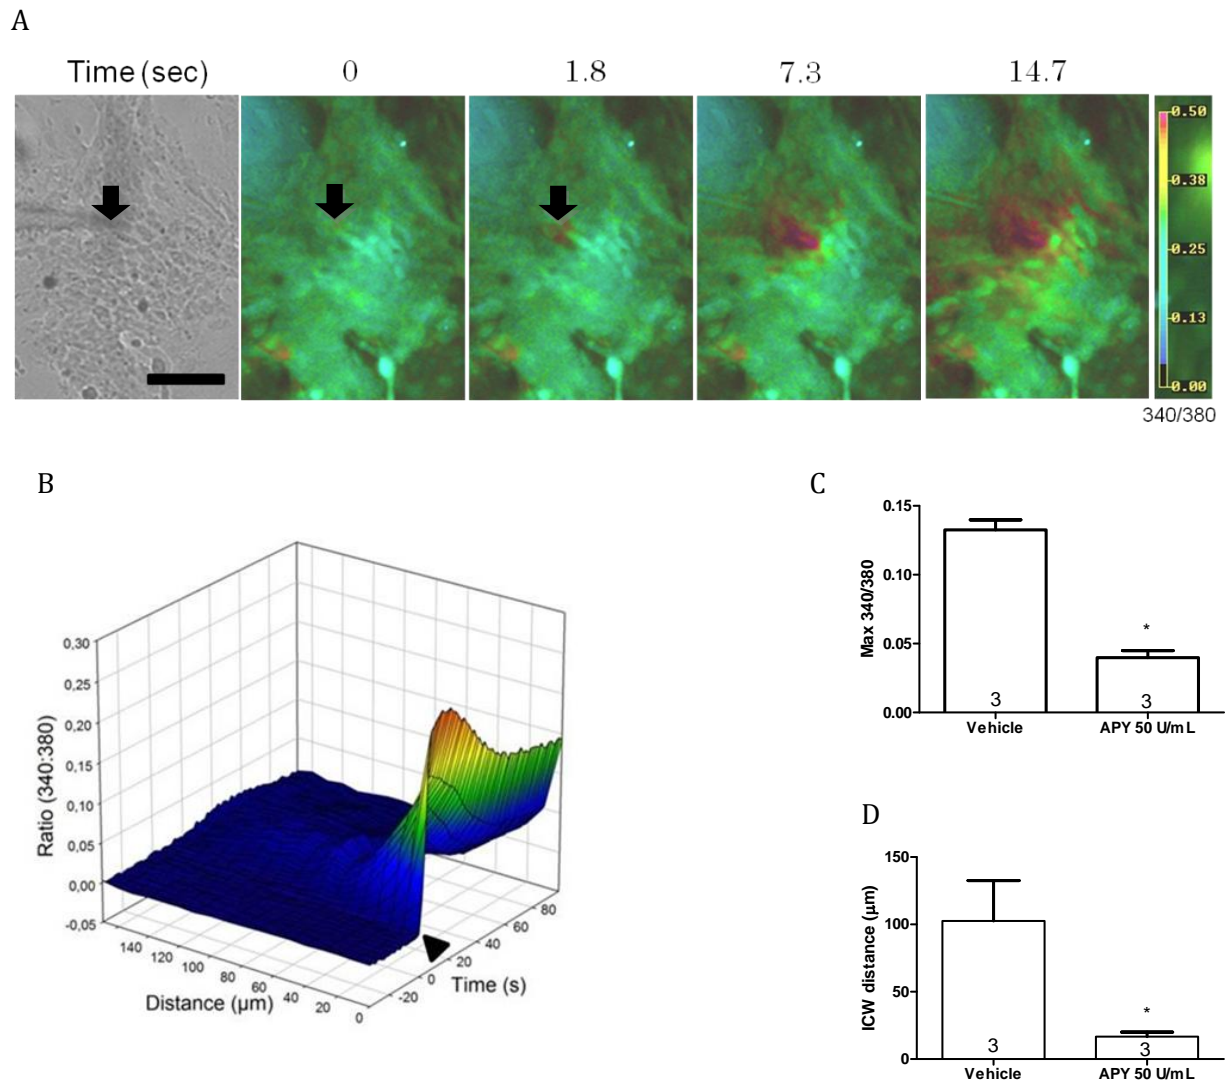 A
Time (sec) 0 1.8 7.3 14.7
0.50
0.38
0.25
0.13
0.00
340/380
B
0,30
0,25
0,20
0,15
0,10
0,05
0,00
-0,05
Ratio (340:380)
140 120 100 80 60 40 20 0
Distance (µm)
-20 0 20 40 60 80
Time (s)
C
0.15
0.10
0.05
0.00
Max 340/380
*
3 3
Vehicle APY 50 U/mL
D
150
100
50
0
ICW distance (µm)
*
3 3
Vehicle APY 50 U/mL